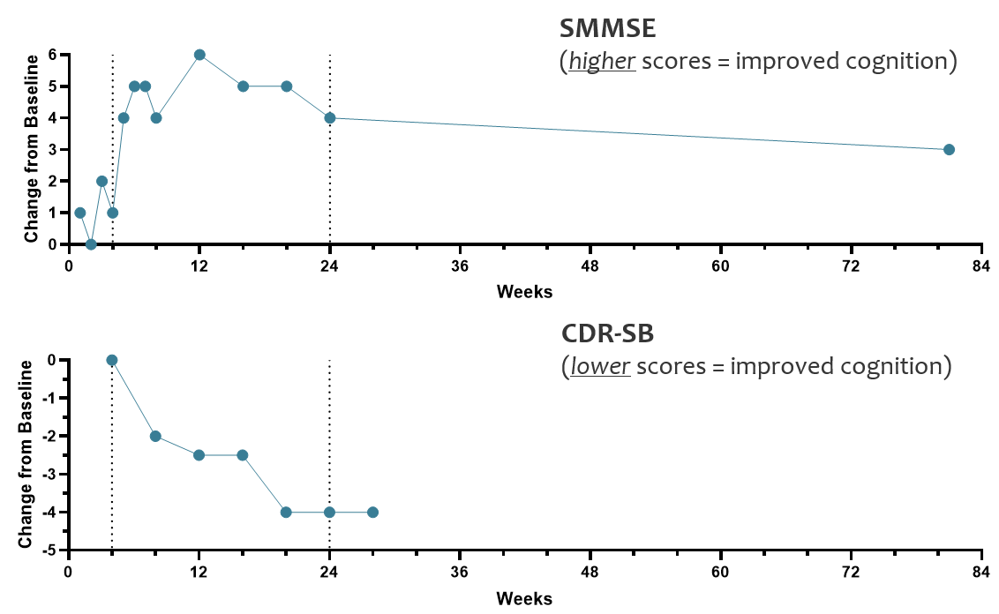 SMMSE
(higher scores = improved cognition)
Change from Baseline
6
5
4
3
2
1
0
0 12 24 36 48 60 72 84
Weeks
CDR-SB
(lower scores = improved cognition)
Change from Baseline
0
-1
-2
-3
-4
-5
0 12 24 36 48 60 72 84
Weeks